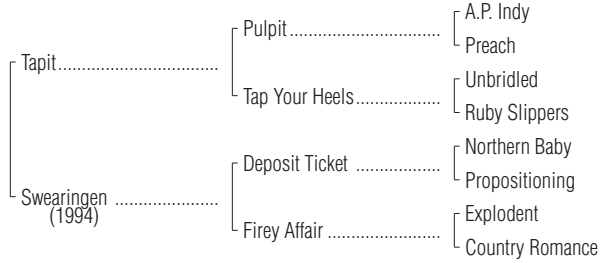 A.P. Indy
Pulpit
Preach
Tapit
Unbridled
Tap Your Heels
Ruby Slippers
Northern Baby
Deposit Ticket
Propositioning
Swearingen
(1994)
Explodent
Firey Affair
Country Romance